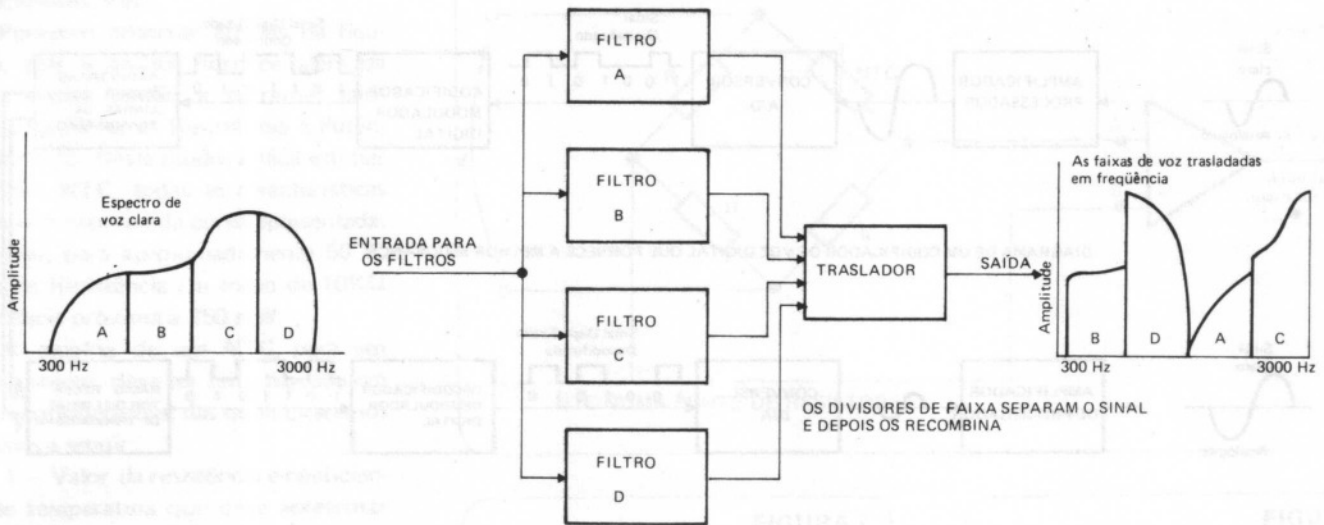 Amplitude
Espectro de
voz clara
A
B
C
D
300 Hz
3000 Hz
ENTRADA PARA
OS FILTROS
FILTRO
A
FILTRO
B
FILTRO
C
FILTRO
D
TRASLADOR
SAÍDA
As faixas de voz trasladadas
em freqüência
Amplitude
B
D
A
C
300 Hz
3000 Hz
OS DIVISORES DE FAIXA SEPARAM O SINAL
E DEPOIS OS RECOMBINA